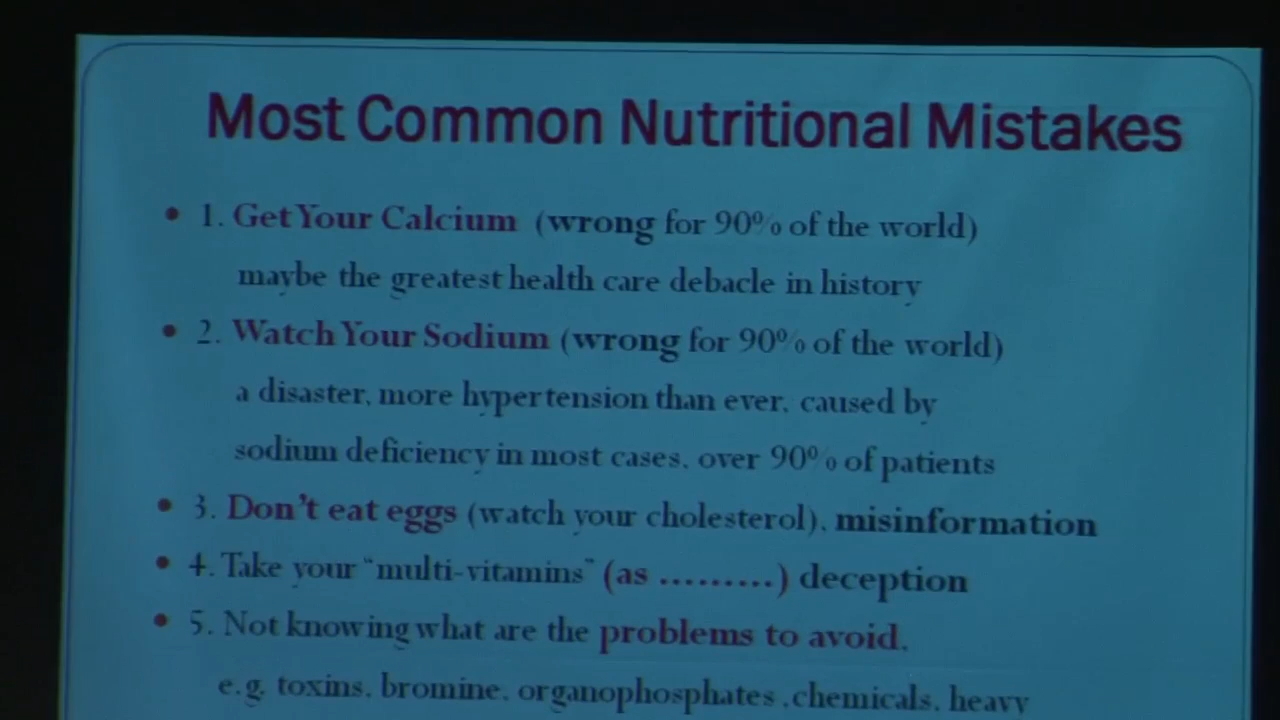 Most Common Nutritional Mistakes
• 1. Get Your Calcium (wrong for 90% of the world)
maybe the greatest health care debacle in history
• 2. Watch Your Sodium (wrong for 90% of the world)
a disaster, more hypertension than ever, caused by
sodium deficiency in most cases, over 90% of patients
• 3. Don't eat eggs (watch your cholesterol), misinformation
• 4. Take your "multi-vitamins" (as .........) deception
• 5. Not knowing what are the problems to avoid,
e.g. toxins, bromine, organophosphates ,chemicals, heavy